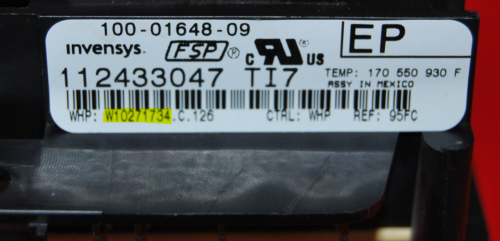 100-01648-09
invensys. FSP ® c RU US EP
112433047 TI7 TEMP: 170 550 930 F
ASSY IN MEXICO
WHP: W10271734.C.126 CTRL: WHP REF: 95FC